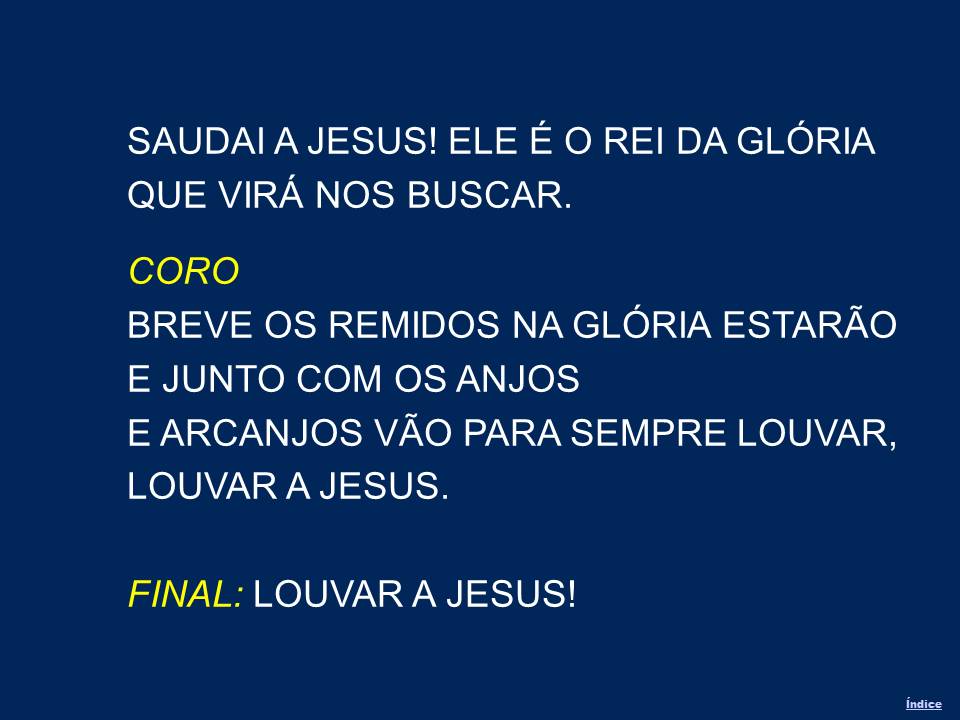 SAUDAI A JESUS! ELE É O REI DA GLÓRIA
QUE VIRÁ NOS BUSCAR.
CORO
BREVE OS REMIDOS NA GLÓRIA ESTARÃO
E JUNTO COM OS ANJOS
E ARCANJOS VÃO PARA SEMPRE LOUVAR,
LOUVAR A JESUS.
FINAL: LOUVAR A JESUS!
Índice